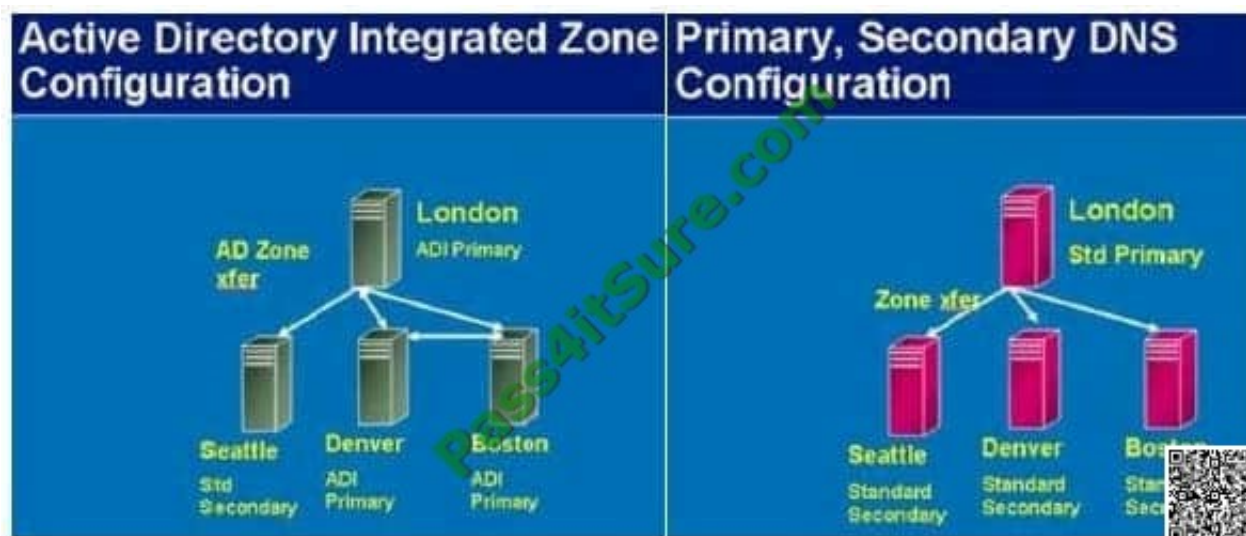 Active Directory Integrated Zone
Configuration
London
ADI Primary
AD Zone
xfer
Seattle
Std
Secondary
Denver
ADI
Primary
Boston
ADI
Primary
Primary, Secondary DNS
Configuration
London
Std Primary
Zone xfer
Seattle
Standard
Secondary
Denver
Standard
Secondary
Pass4itSure.com